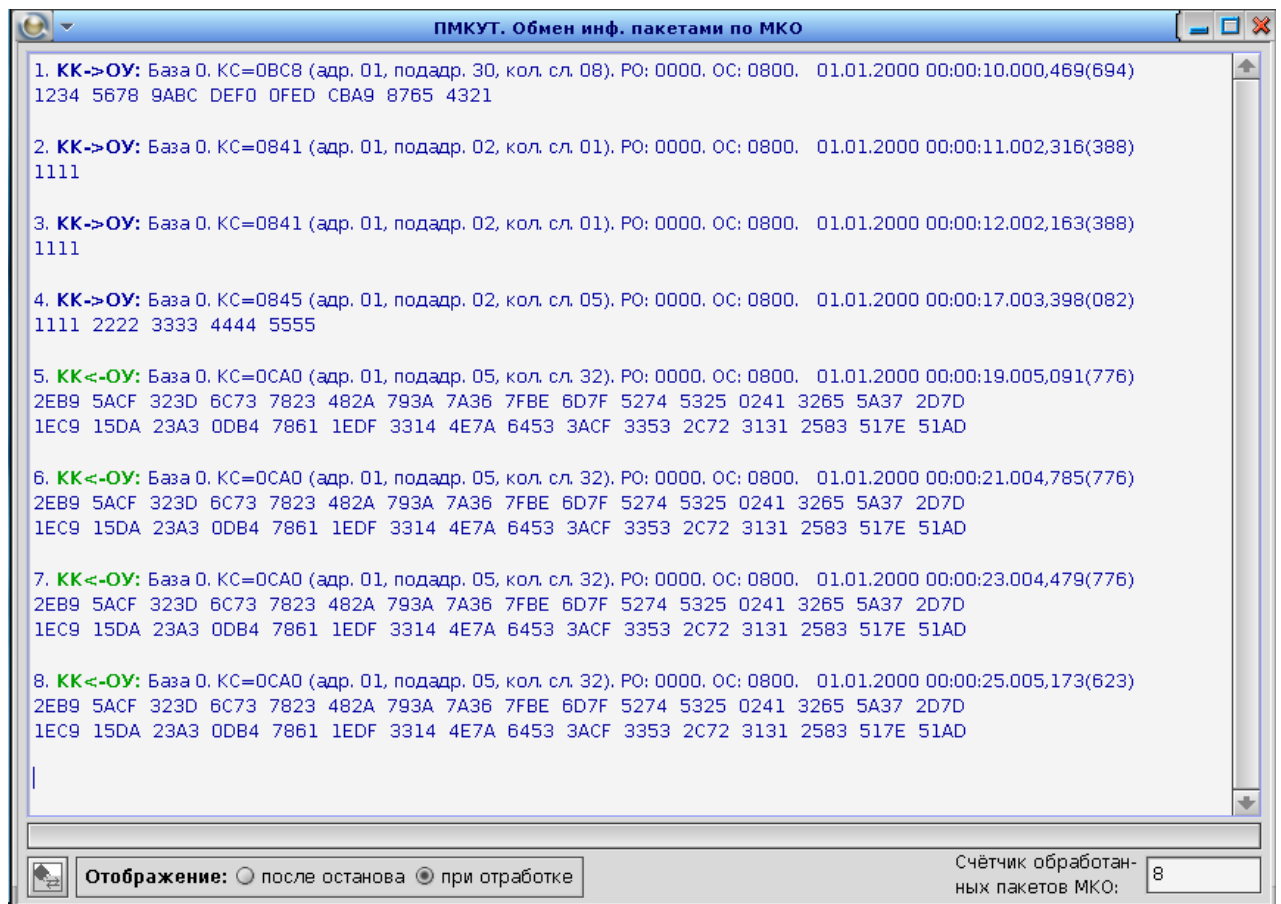 ПМКУТ. Обмен инф. пакетами по МКО
1. КК->ОУ: База 0. КС=0BC8 (адр. 01, подадр. 30, кол. сл. 08). РО: 0000. ОС: 0800. 01.01.2000 00:00:10.000,469(694)
1234 5678 9ABC DEF0 0FED CBA9 8765 4321
2. КК->ОУ: База 0. КС=0841 (адр. 01, подадр. 02, кол. сл. 01). РО: 0000. ОС: 0800. 01.01.2000 00:00:11.002,316(388)
1111
3. КК->ОУ: База 0. КС=0841 (адр. 01, подадр. 02, кол. сл. 01). РО: 0000. ОС: 0800. 01.01.2000 00:00:12.002,163(388)
1111
4. КК->ОУ: База 0. КС=0845 (адр. 01, подадр. 02, кол. сл. 05). РО: 0000. ОС: 0800. 01.01.2000 00:00:17.003,398(082)
1111 2222 3333 4444 5555
5. КК<-ОУ: База 0. КС=0CA0 (адр. 01, подадр. 05, кол. сл. 32). РО: 0000. ОС: 0800. 01.01.2000 00:00:19.005,091(776)
2EB9 5ACF 323D 6C73 7823 482A 793A 7A36 7FBE 6D7F 5274 5325 0241 3265 5A37 2D7D
1EC9 15DA 23A3 0DB4 7861 1EDF 3314 4E7A 6453 3ACF 3353 2C72 3131 2583 517E 51AD
6. КК<-ОУ: База 0. КС=0CA0 (адр. 01, подадр. 05, кол. сл. 32). РО: 0000. ОС: 0800. 01.01.2000 00:00:21.004,785(776)
2EB9 5ACF 323D 6C73 7823 482A 793A 7A36 7FBE 6D7F 5274 5325 0241 3265 5A37 2D7D
1EC9 15DA 23A3 0DB4 7861 1EDF 3314 4E7A 6453 3ACF 3353 2C72 3131 2583 517E 51AD
7. КК<-ОУ: База 0. КС=0CA0 (адр. 01, подадр. 05, кол. сл. 32). РО: 0000. ОС: 0800. 01.01.2000 00:00:23.004,479(776)
2EB9 5ACF 323D 6C73 7823 482A 793A 7A36 7FBE 6D7F 5274 5325 0241 3265 5A37 2D7D
1EC9 15DA 23A3 0DB4 7861 1EDF 3314 4E7A 6453 3ACF 3353 2C72 3131 2583 517E 51AD
8. КК<-ОУ: База 0. КС=0CA0 (адр. 01, подадр. 05, кол. сл. 32). РО: 0000. ОС: 0800. 01.01.2000 00:00:25.005,173(623)
2EB9 5ACF 323D 6C73 7823 482A 793A 7A36 7FBE 6D7F 5274 5325 0241 3265 5A37 2D7D
1EC9 15DA 23A3 0DB4 7861 1EDF 3314 4E7A 6453 3ACF 3353 2C72 3131 2583 517E 51AD
Отображение: после останова при отработке
Счётчик обработан-
ных пакетов МКО:
8